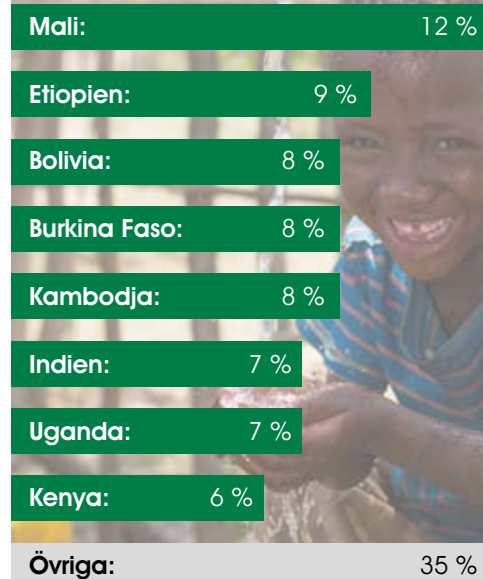 Mali: 12 %
Etiopien: 9 %
Bolivia: 8 %
Burkina Faso: 8 %
Kambodja: 8 %
Indien: 7 %
Uganda: 7 %
Kenya: 6 %
Övriga: 35 %